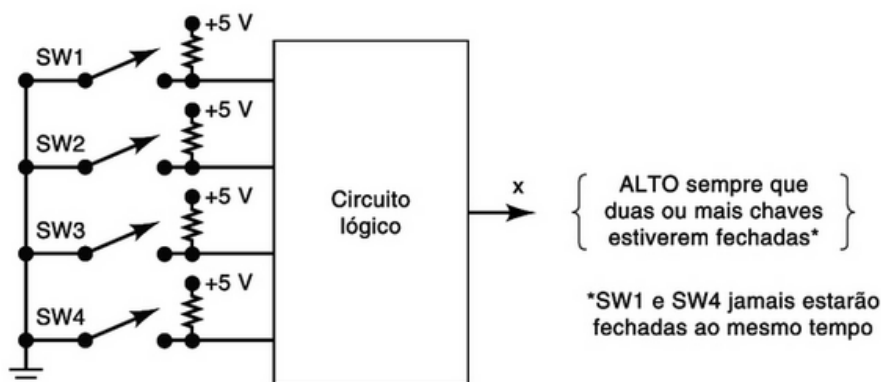 +5 V
SW1
+5 V
SW2
+5 V
SW3
+5 V
SW4
Circuito
lógico
x
ALTO sempre que
duas ou mais chaves
estiverem fechadas*
*SW1 e SW4 jamais estarão
fechadas ao mesmo tempo